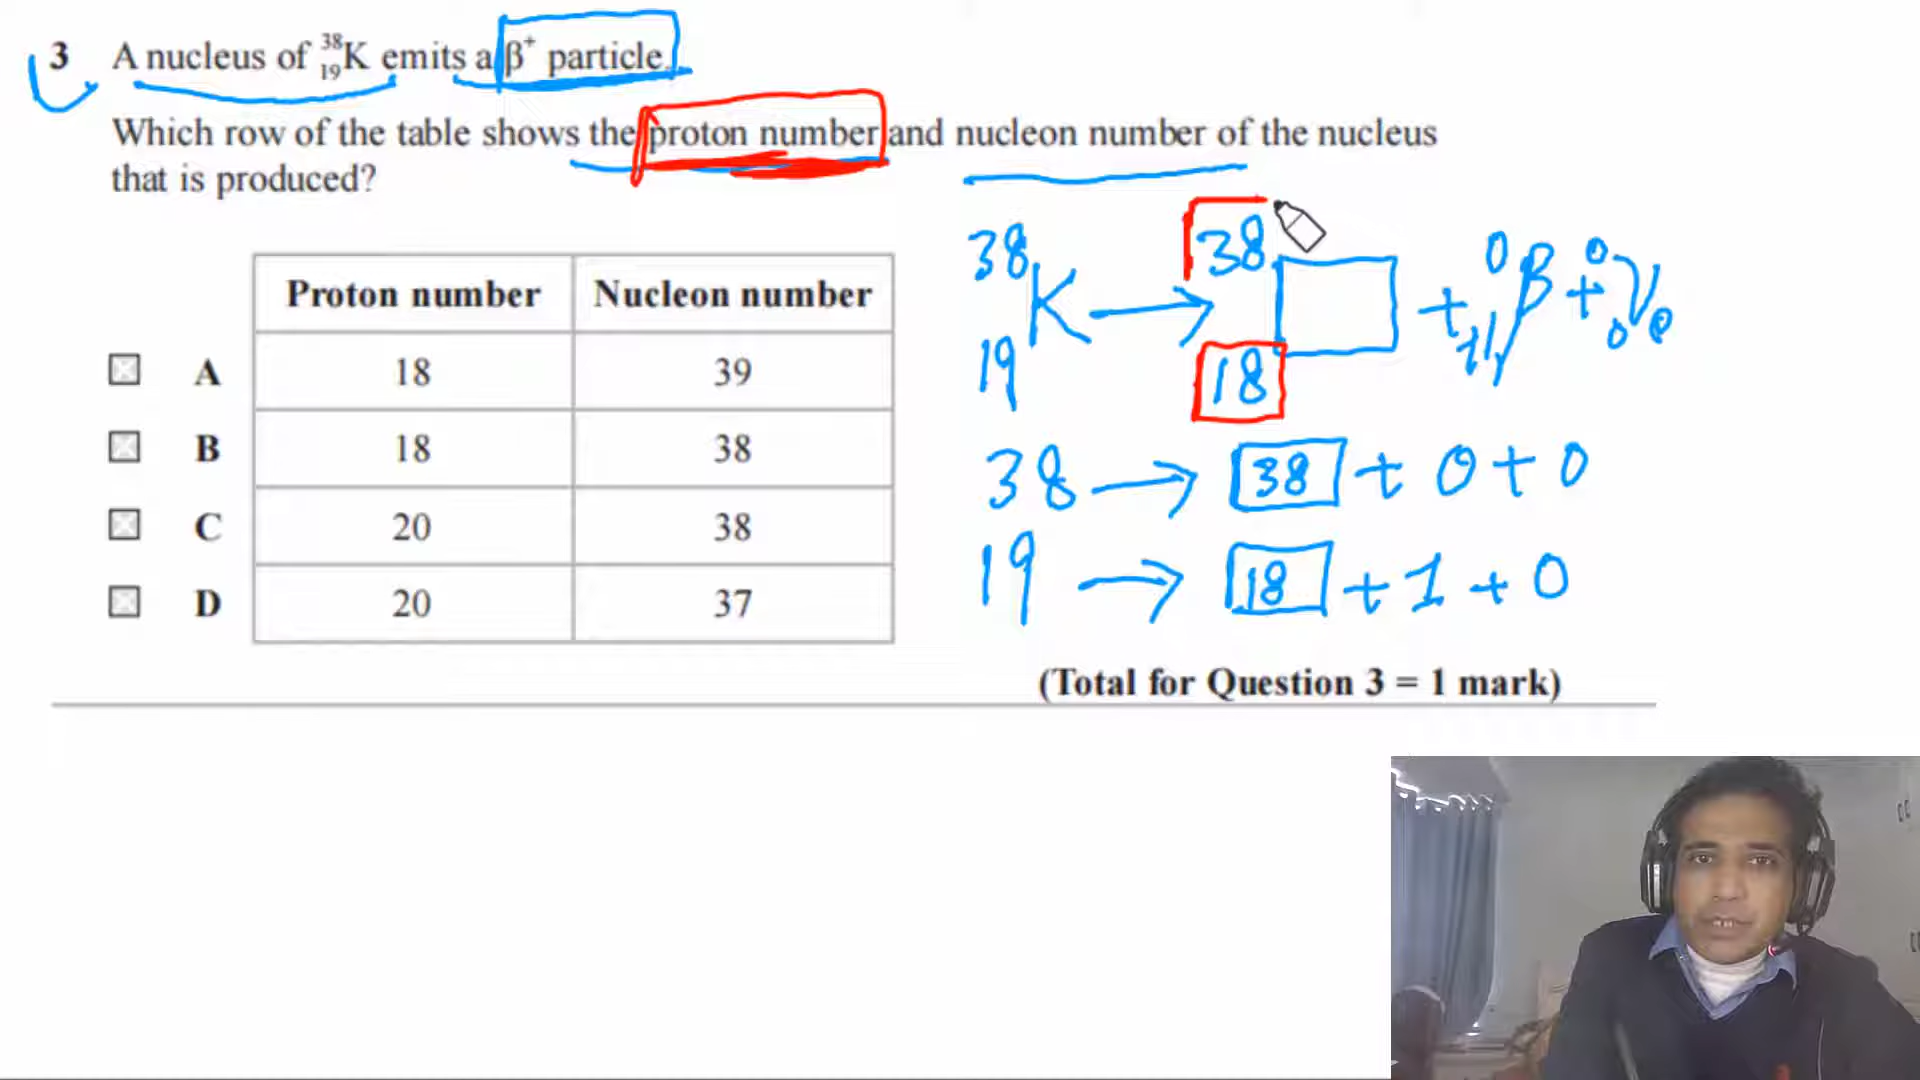 3 A nucleus of ³⁸₁₉K emits a β⁺ particle.
Which row of the table shows the proton number and nucleon number of the nucleus
that is produced?
Proton number Nucleon number
A 18 39
B 18 38
C 20 38
D 20 37
³⁸₁₉K → ³⁸₁₈ + ⁰₊₁β + ⁰₀νₑ
38 → 38 + 0 + 0
19 → 18 + 1 + 0
(Total for Question 3 = 1 mark)